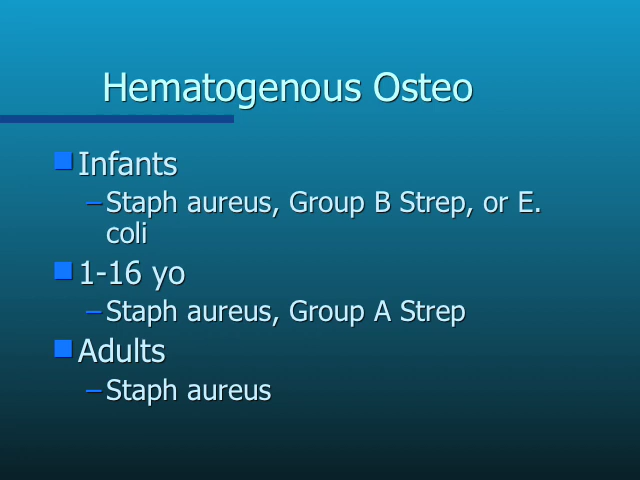 Hematogenous Osteo
Infants
–Staph aureus, Group B Strep, or E.
coli
1-16 yo
–Staph aureus, Group A Strep
Adults
–Staph aureus